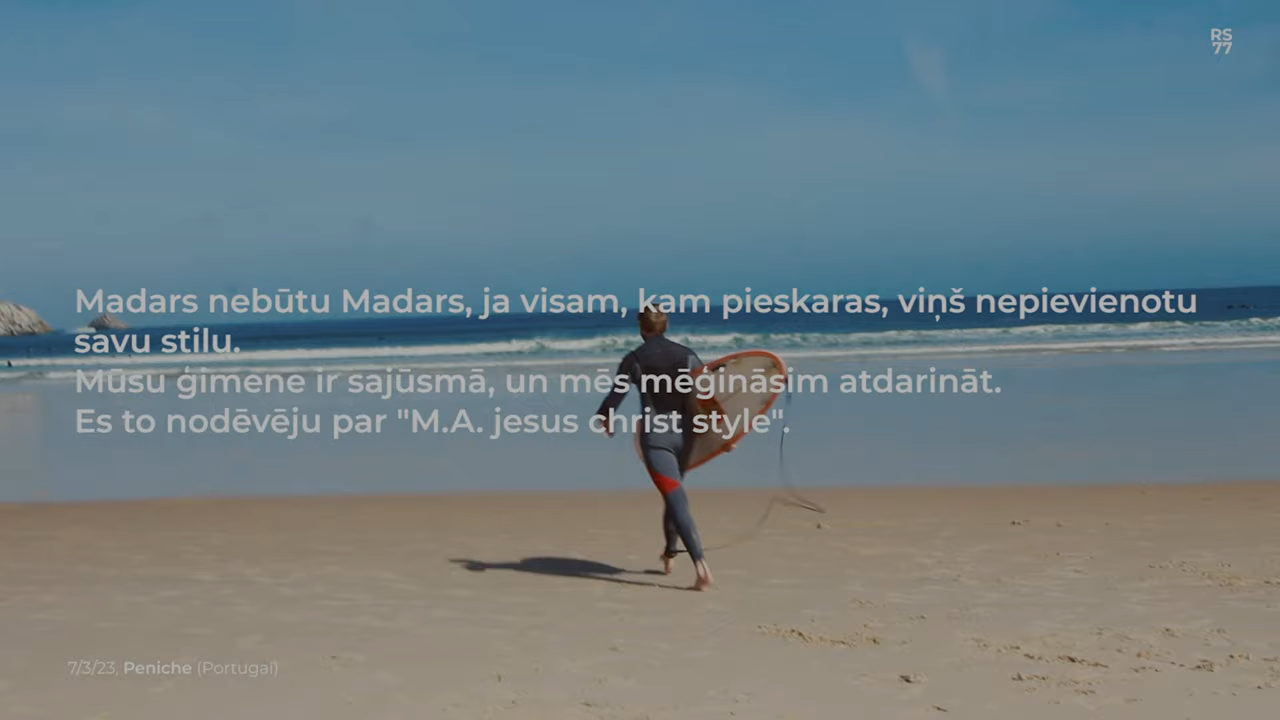 RS
77
Madars nebūtu Madars, ja visam, kam pieskaras, viņš nepievienotu
savu stilu.
Mūsu ģimene ir sajūsmā, un mēs mēģināsim atdarināt.
Es to nodēvēju par "M.A. jesus christ style".
7/3/23, Peniche (Portugal)